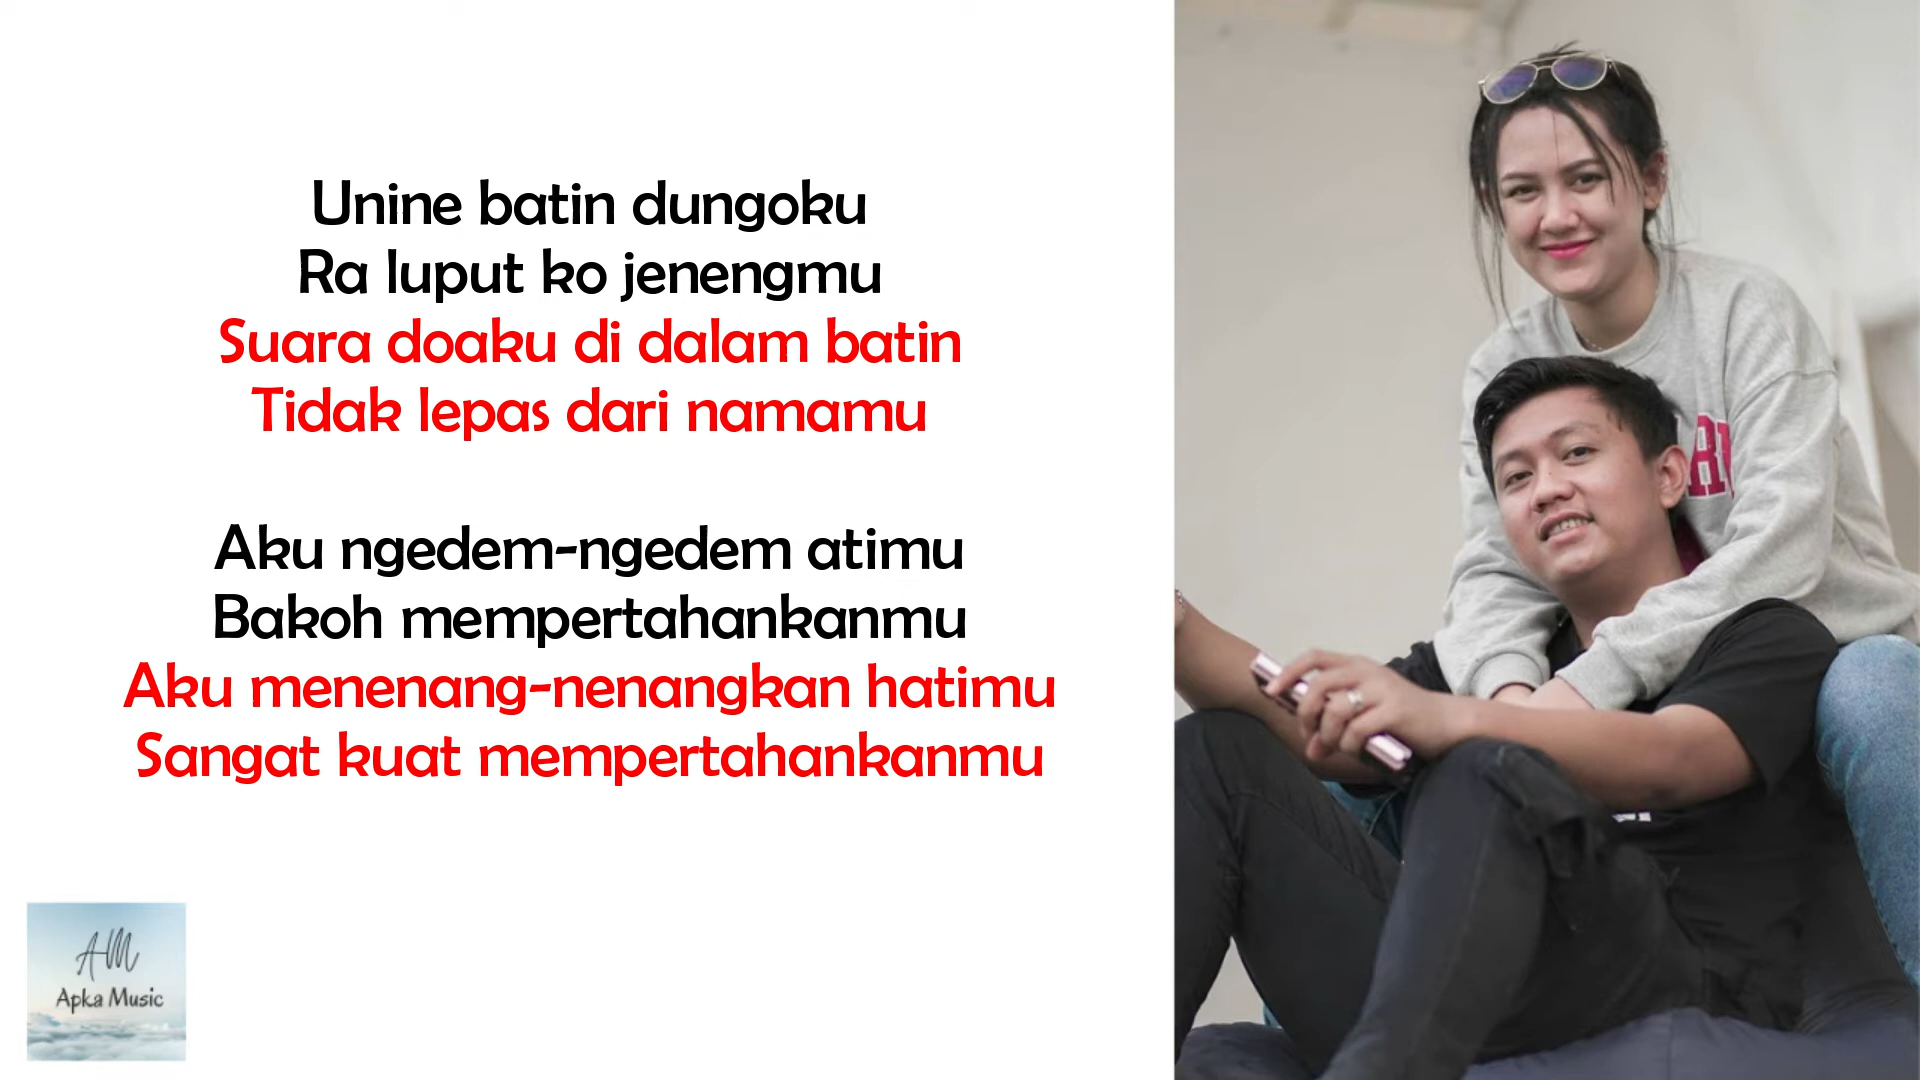 Unine batin dungoku
Ra luput ko jenengmu
Suara doaku di dalam batin
Tidak lepas dari namamu
Aku ngedem-ngedem atimu
Bakoh mempertahankanmu
Aku menenang-nenangkan hatimu
Sangat kuat mempertahankanmu
AM
Apka Music